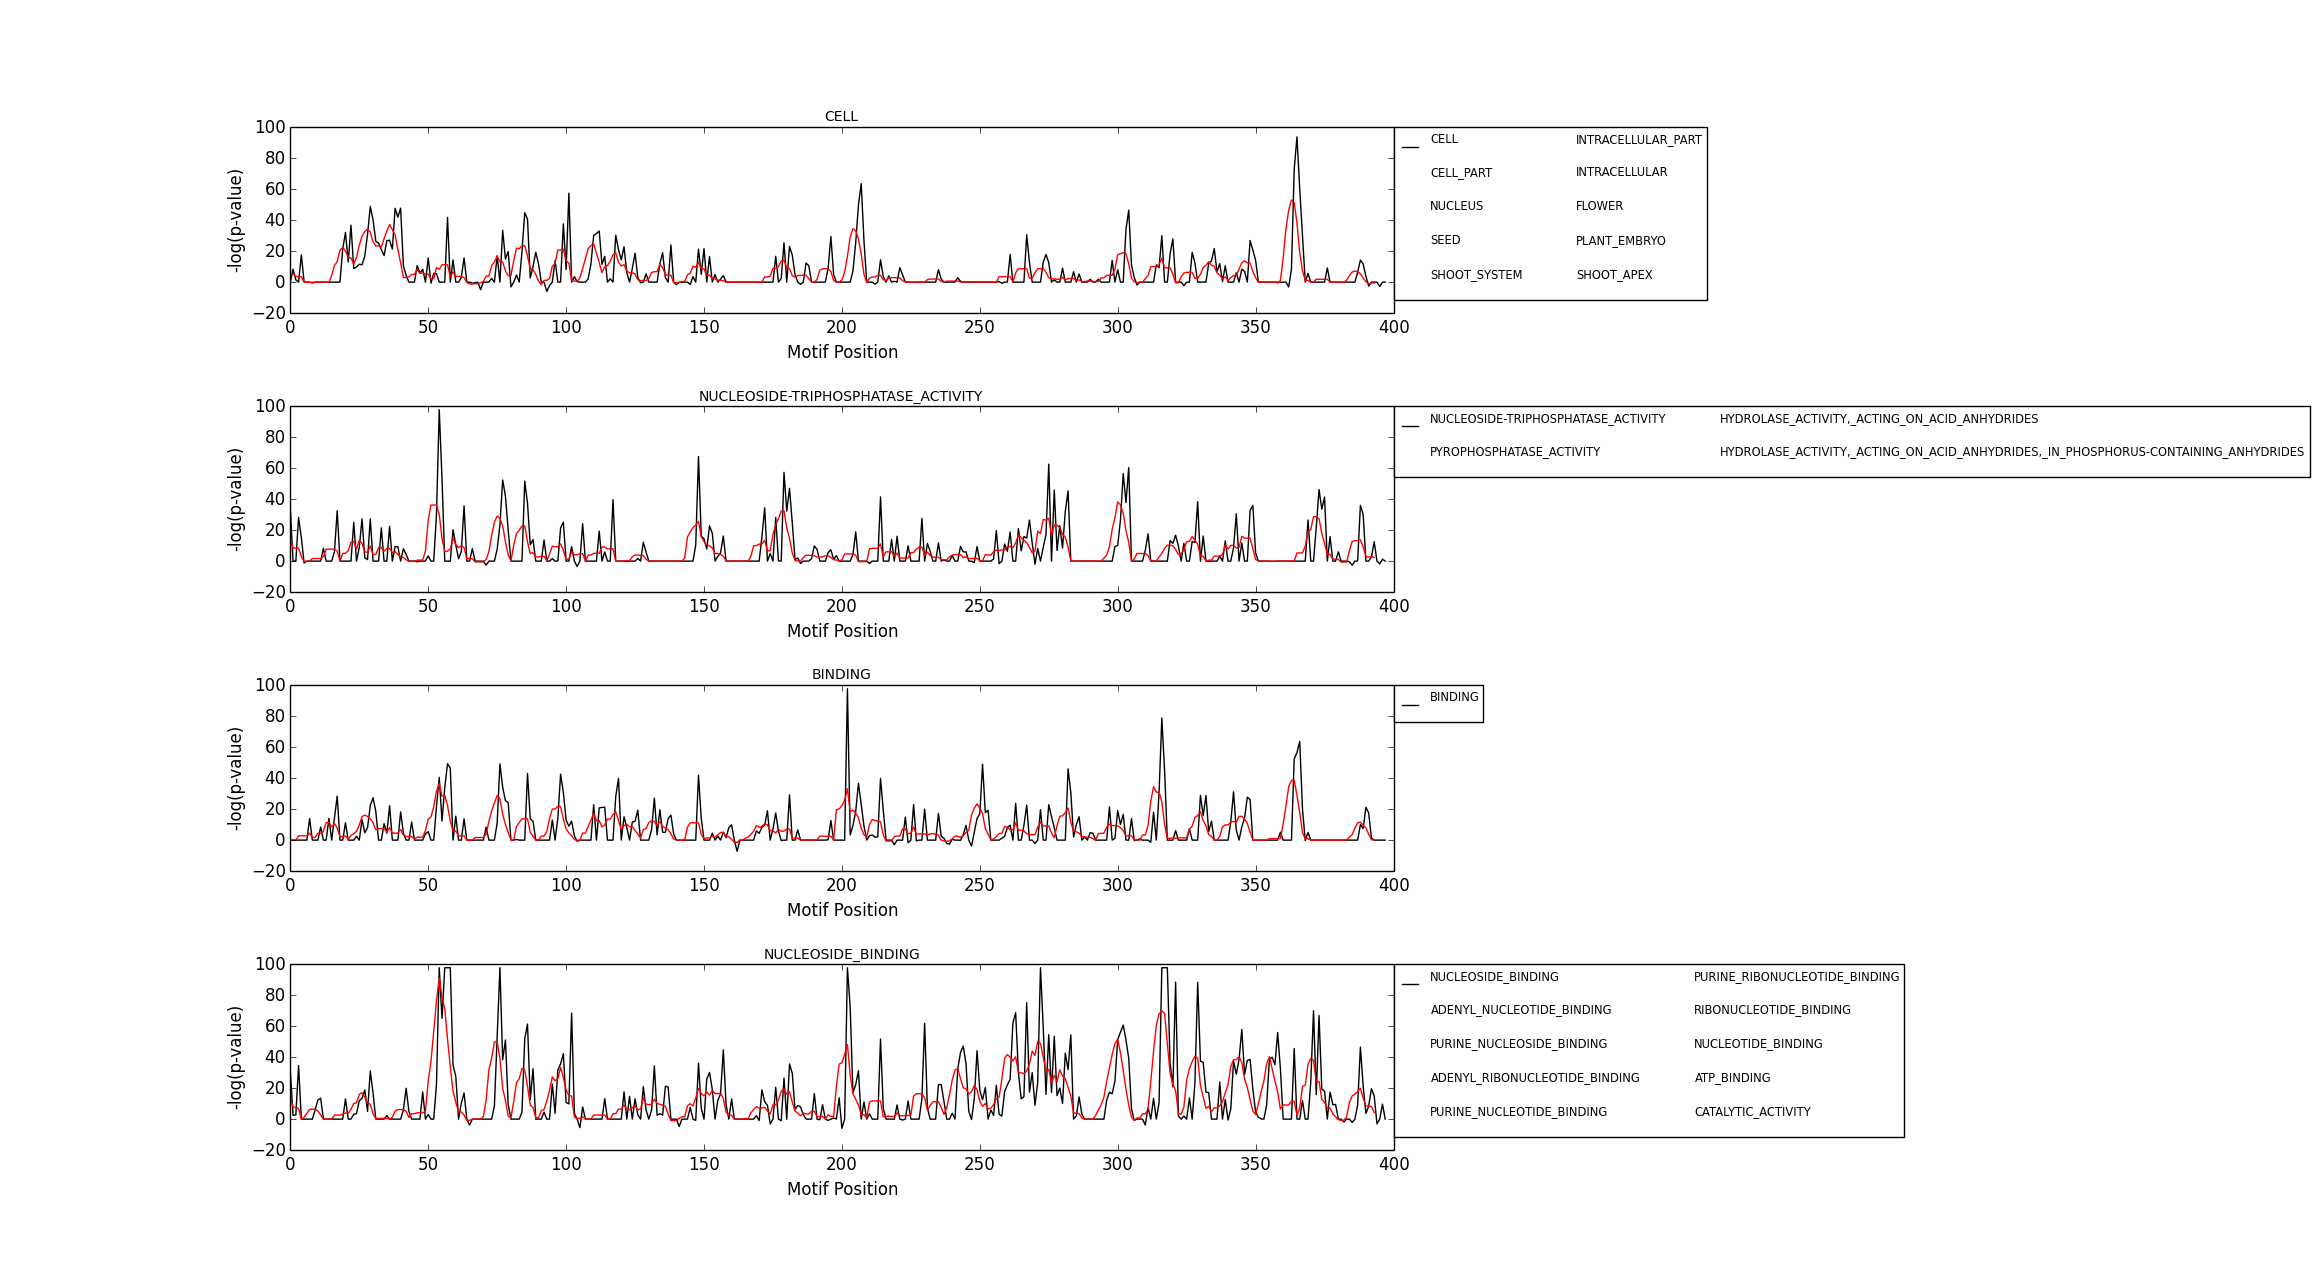 CELL
100
80
60
40
20
0
−20
-log(p-value)
0 50 100 150 200 250 300 350 400
Motif Position
CELL INTRACELLULAR_PART
CELL_PART INTRACELLULAR
NUCLEUS FLOWER
SEED PLANT_EMBRYO
SHOOT_SYSTEM SHOOT_APEX
NUCLEOSIDE-TRIPHOSPHATASE_ACTIVITY
100
80
60
40
20
0
−20
-log(p-value)
0 50 100 150 200 250 300 350 400
Motif Position
NUCLEOSIDE-TRIPHOSPHATASE_ACTIVITY HYDROLASE_ACTIVITY,_ACTING_ON_ACID_ANHYDRIDES
PYROPHOSPHATASE_ACTIVITY HYDROLASE_ACTIVITY,_ACTING_ON_ACID_ANHYDRIDES,_IN_PHOSPHORUS-CONTAINING_ANHYDRIDES
BINDING
100
80
60
40
20
0
−20
-log(p-value)
0 50 100 150 200 250 300 350 400
Motif Position
BINDING
NUCLEOSIDE_BINDING
100
80
60
40
20
0
−20
-log(p-value)
0 50 100 150 200 250 300 350 400
Motif Position
NUCLEOSIDE_BINDING PURINE_RIBONUCLEOTIDE_BINDING
ADENYL_NUCLEOTIDE_BINDING RIBONUCLEOTIDE_BINDING
PURINE_NUCLEOSIDE_BINDING NUCLEOTIDE_BINDING
ADENYL_RIBONUCLEOTIDE_BINDING ATP_BINDING
PURINE_NUCLEOTIDE_BINDING CATALYTIC_ACTIVITY